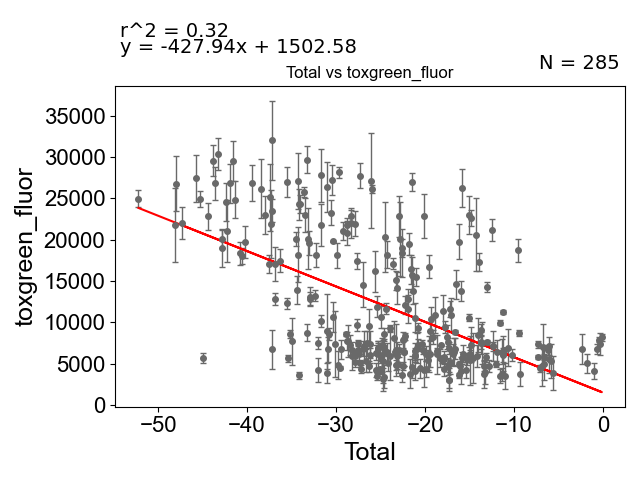 r^2 = 0.32
y = -427.94x + 1502.58
N = 285
Total vs toxgreen_fluor
35000
30000
25000
20000
15000
10000
5000
0
toxgreen_fluor
−50
−40
−30
−20
−10
0
Total